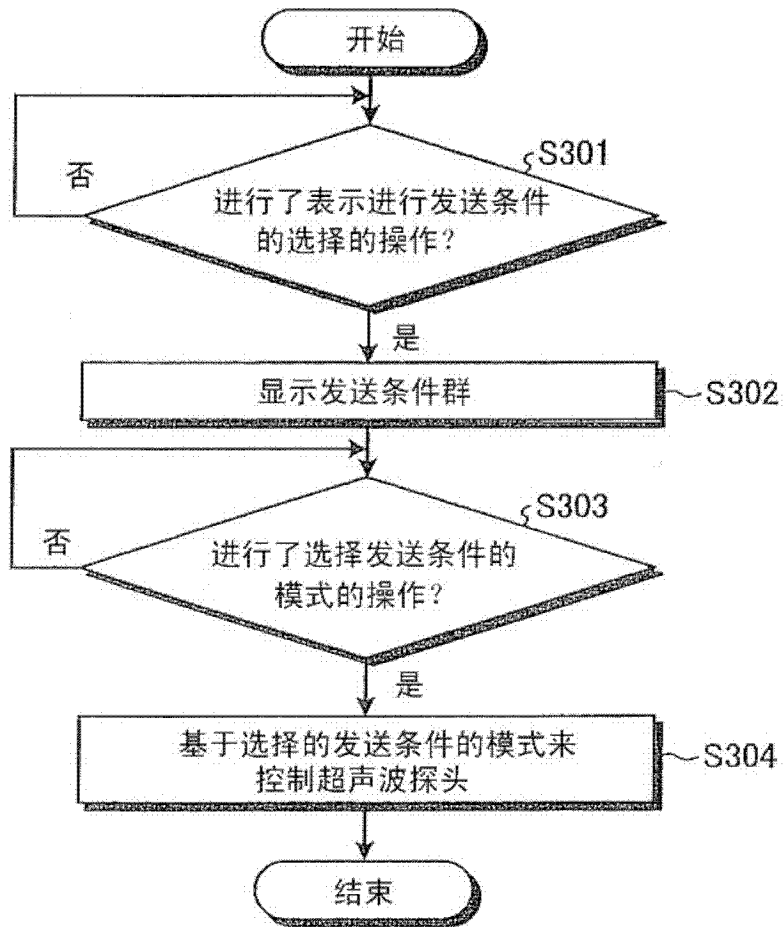 开始
S301
否
进行了表示进行发送条件
的选择的操作?
是
显示发送条件群
S302
S303
否
进行了选择发送条件的
模式的操作?
是
基于选择的发送条件的模式来
控制超声波探头
S304
结束